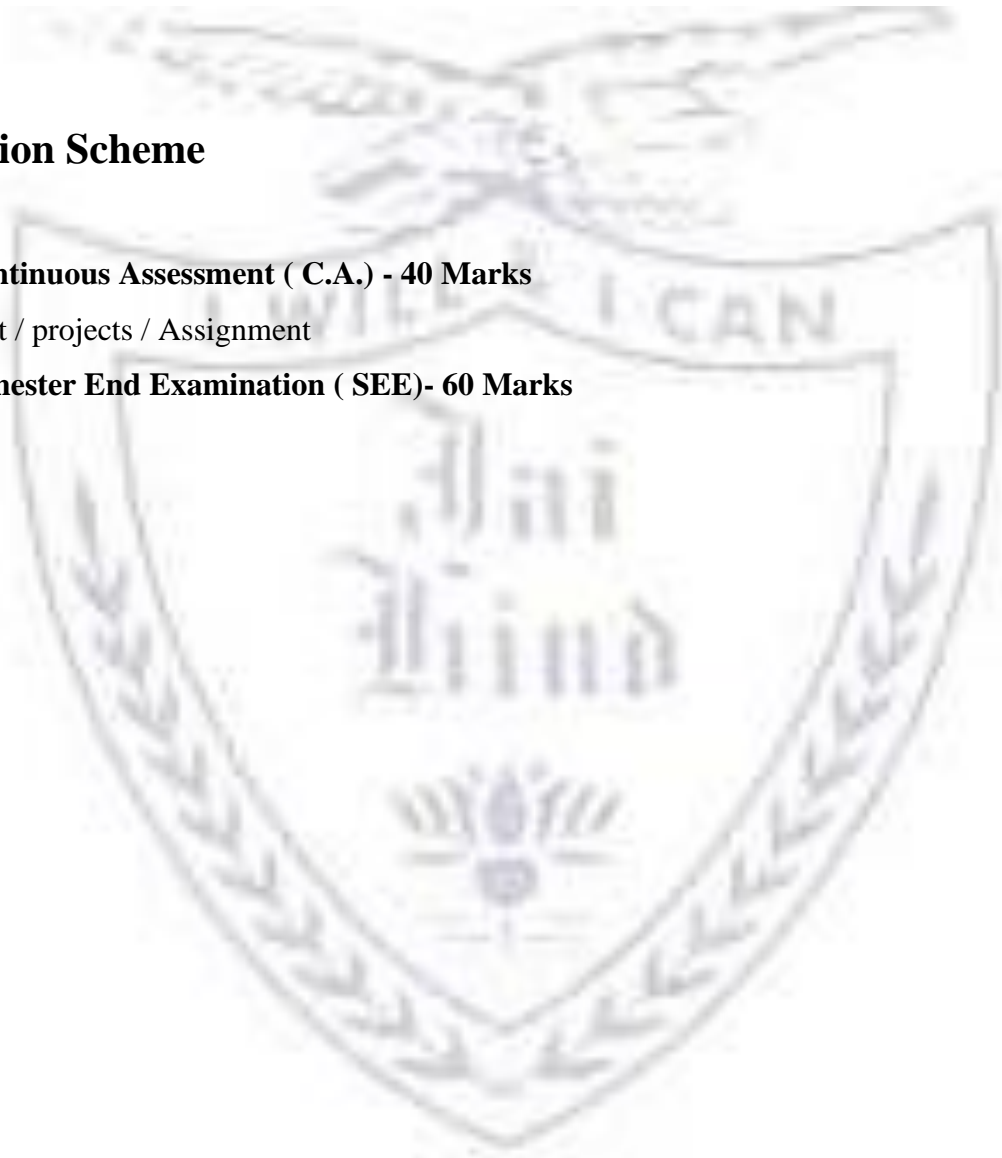 ion Scheme
ntinuous Assessment ( C.A.) - 40 Marks
t / projects / Assignment
nester End Examination ( SEE)- 60 Marks
I WILL & I CAN
Jai
Hind